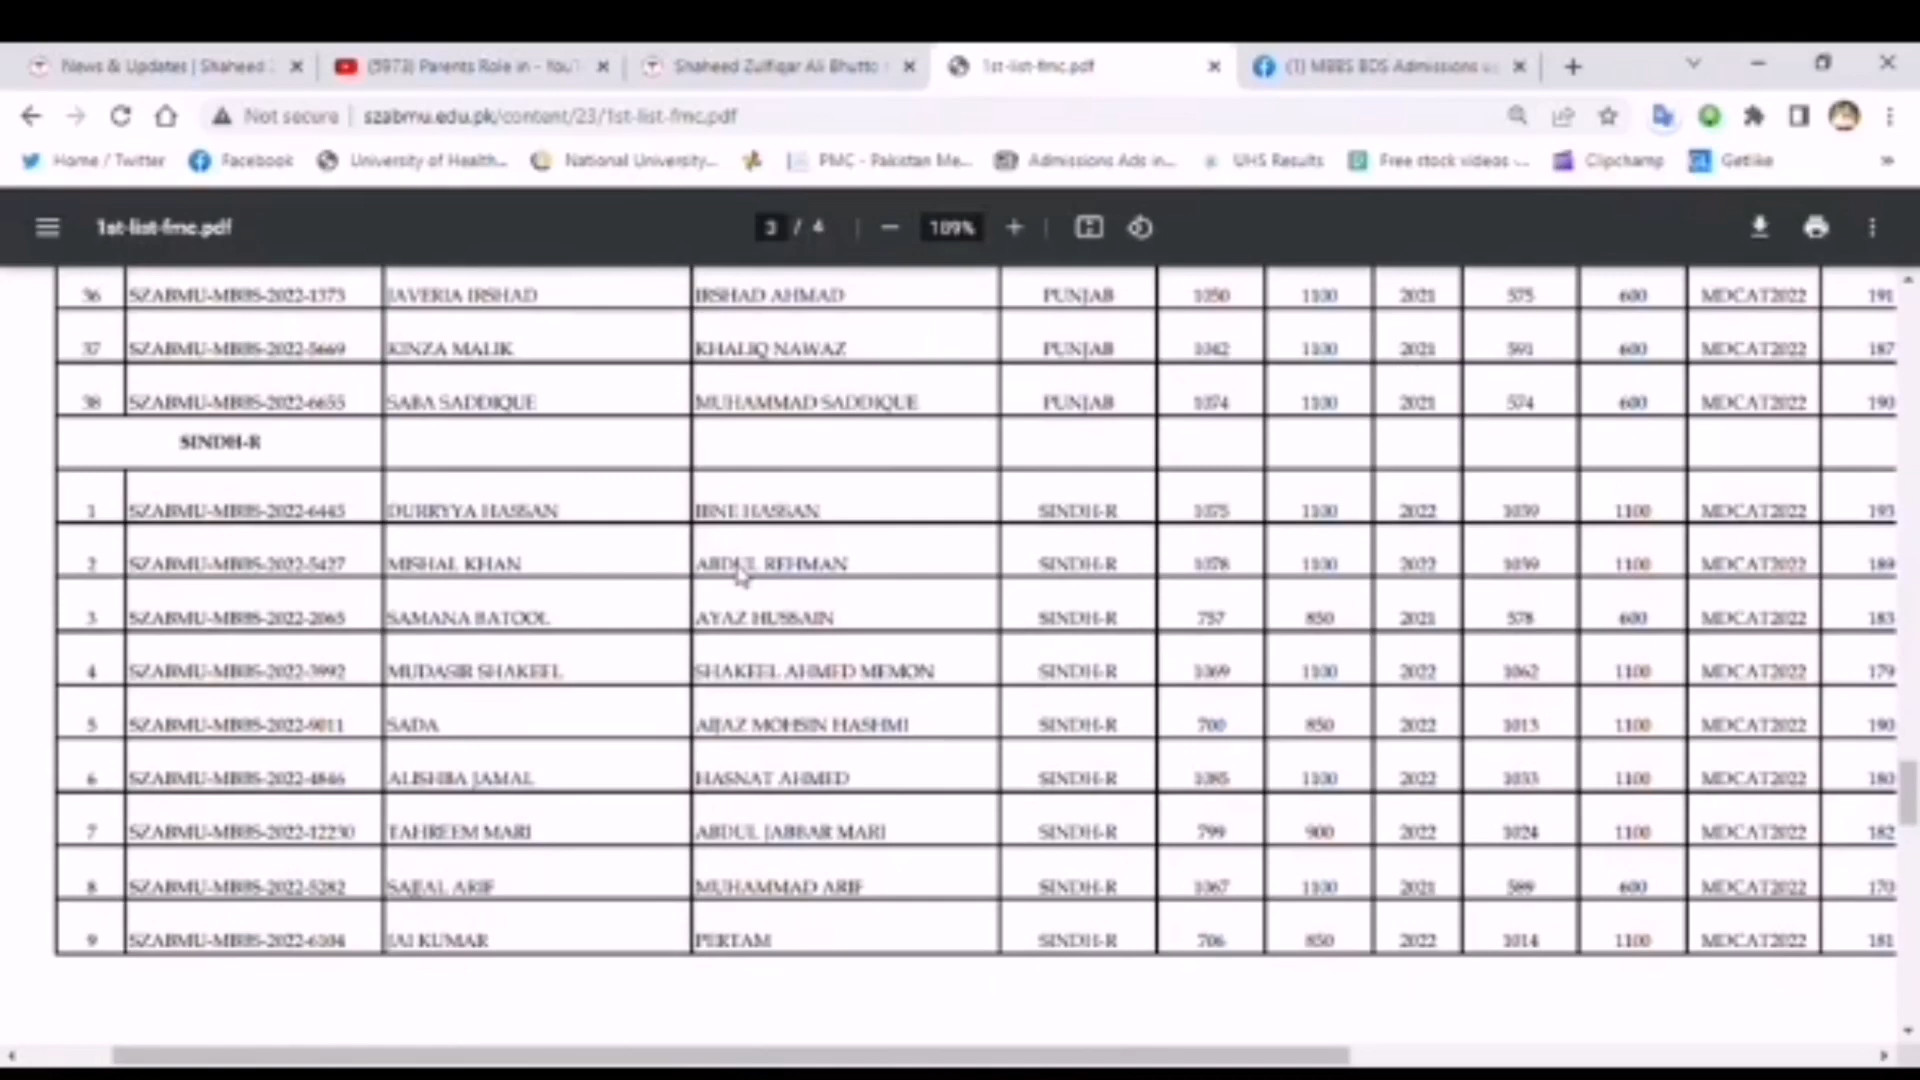 News & Updates | Shaheed
(5973) Parents Role in - YouT
Shaheed Zulfiqar Ali Bhutto
1st-list-fmc.pdf
(1) MBBS BDS Admissions
Not secure | szabmu.edu.pk/content/23/1st-list-fmc.pdf
Home / Twitter Facebook University of Health... National University... PMC - Pakistan Me... Admissions Ads in... UHS Results Free stock videos -... Clipchamp Getlike »
1st-list-fmc.pdf 3 / 4 109%
36 SZABMU-MBBS-2022-1373 JAVERIA IRSHAD IRSHAD AHMAD PUNJAB 1050 1100 2021 575 600 MDCAT2022 191
37 SZABMU-MBBS-2022-5669 KINZA MALIK KHALIQ NAWAZ PUNJAB 1042 1100 2021 591 600 MDCAT2022 187
38 SZABMU-MBBS-2022-6655 SABA SADDIQUE MUHAMMAD SADDIQUE PUNJAB 1074 1100 2021 574 600 MDCAT2022 190
SINDH-R
1 SZABMU-MBBS-2022-6445 DURRYYA HASSAN IBNE HASSAN SINDH-R 1075 1100 2022 1039 1100 MDCAT2022 193
2 SZABMU-MBBS-2022-5427 MISHAL KHAN ABDUL REHMAN SINDH-R 1078 1100 2022 1039 1100 MDCAT2022 189
3 SZABMU-MBBS-2022-2065 SAMANA BATOOL AYAZ HUSSAIN SINDH-R 757 850 2021 578 600 MDCAT2022 183
4 SZABMU-MBBS-2022-3992 MUDASIR SHAKEEL SHAKEEL AHMED MEMON SINDH-R 1069 1100 2022 1062 1100 MDCAT2022 179
5 SZABMU-MBBS-2022-9011 SADA AIJAZ MOHSIN HASHMI SINDH-R 700 850 2022 1013 1100 MDCAT2022 190
6 SZABMU-MBBS-2022-4846 ALISHBA JAMAL HASNAT AHMED SINDH-R 1085 1100 2022 1033 1100 MDCAT2022 180
7 SZABMU-MBBS-2022-12230 TAHREEM MARI ABDUL JABBAR MARI SINDH-R 799 900 2022 1024 1100 MDCAT2022 182
8 SZABMU-MBBS-2022-5282 SAJJAL ARIF MUHAMMAD ARIF SINDH-R 1067 1100 2021 589 600 MDCAT2022 170
9 SZABMU-MBBS-2022-6104 JAI KUMAR PERTAM SINDH-R 706 850 2022 1014 1100 MDCAT2022 181